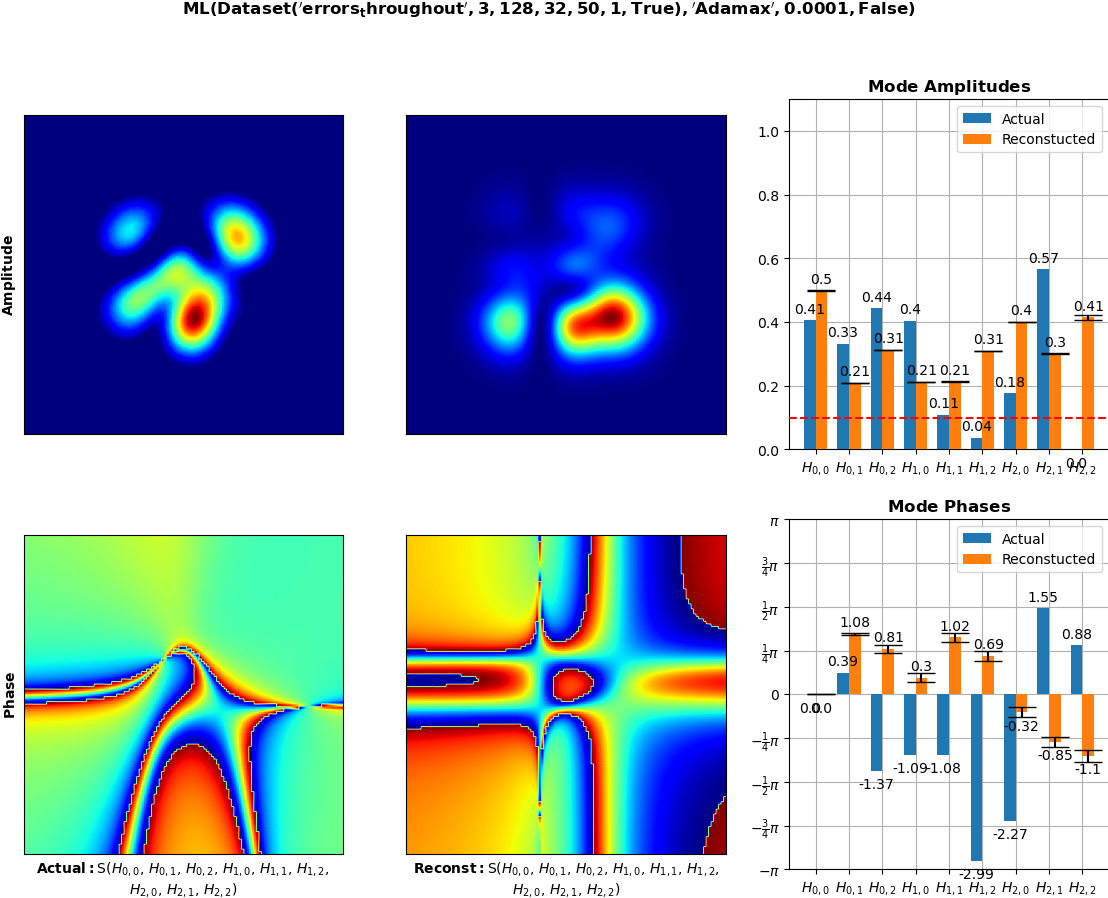 ML(Dataset('errors_throughout', 3, 128, 32, 50, 1, True), 'Adamax', 0.0001, False)
Amplitude
Mode Amplitudes
Actual
Reconstucted
1.0
0.8
0.6
0.4
0.2
0.0
0.41
0.5
0.33
0.21
0.44
0.31
0.4
0.21
0.11
0.21
0.04
0.31
0.18
0.4
0.57
0.3
0.0
0.41
H0,0 H0,1 H0,2 H1,0 H1,1 H1,2 H2,0 H2,1 H2,2
Phase
Actual: S(H0,0, H0,1, H0,2, H1,0, H1,1, H1,2,
H2,0, H2,1, H2,2)
Reconst: S(H0,0, H0,1, H0,2, H1,0, H1,1, H1,2,
H2,0, H2,1, H2,2)
Mode Phases
Actual
Reconstucted
π
3/4π
1/2π
1/4π
0
−1/4π
−1/2π
−3/4π
−π
0.0
0.0
0.39
1.08
-1.37
0.81
-1.09
0.3
-1.08
1.02
-2.99
0.69
-2.27
-0.32
1.55
-0.85
0.88
-1.1
H0,0 H0,1 H0,2 H1,0 H1,1 H1,2 H2,0 H2,1 H2,2